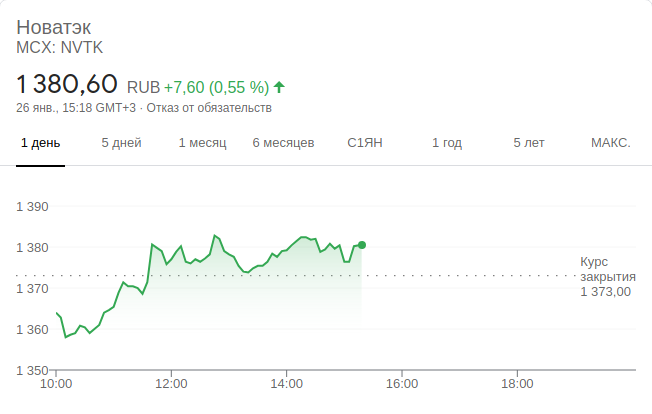 Новатэк
MCX: NVTK
1 380,60 RUB +7,60 (0,55 %)
26 янв., 15:18 GMT+3 · Отказ от обязательств
1 день 5 дней 1 месяц 6 месяцев С1ЯН 1 год 5 лет МАКС.
1 390
1 380
Курс
закрытия
1 373,00
1 370
1 360
1 350
10:00 12:00 14:00 16:00 18:00